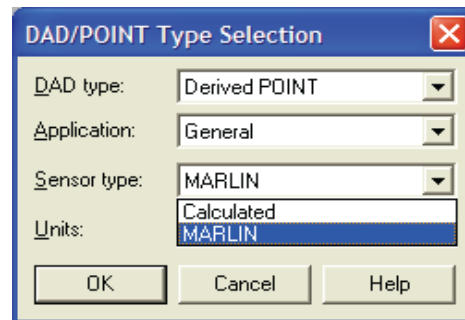 DAD/POINT Type Selection
DAD type: Derived POINT
Application: General
Sensor type: MARLIN
Calculated
Units: MARLIN
OK Cancel Help